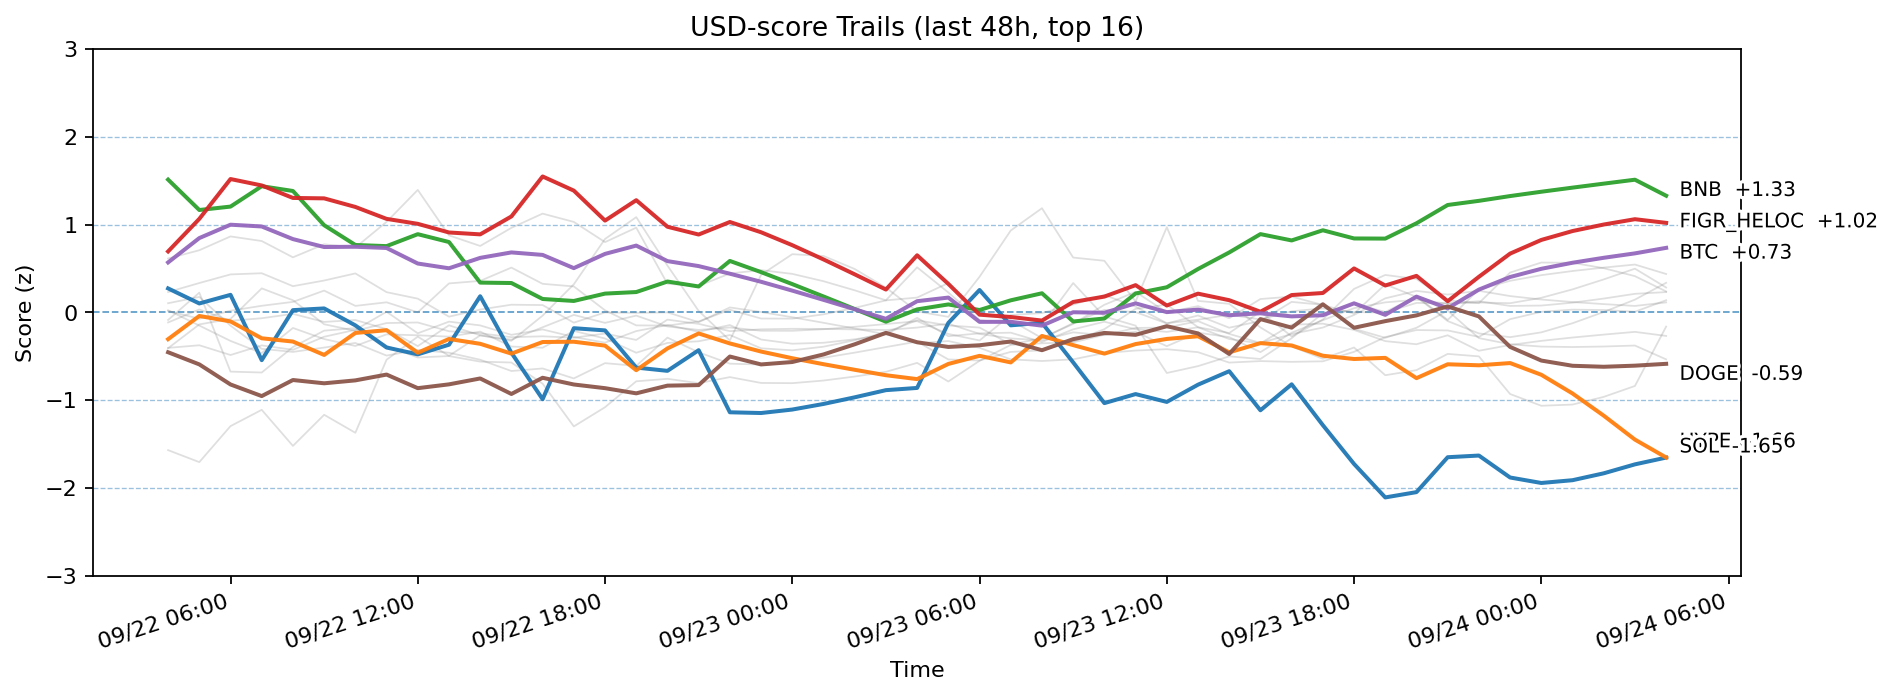 USD-score Trails (last 48h, top 16)
Score (z)
3
2
1
0
−1
−2
−3
BNB +1.33
FIGR_HELOC +1.02
BTC +0.73
DOGE -0.59
SOL -1.65
09/22 06:00
09/22 12:00
09/22 18:00
09/23 00:00
09/23 06:00
09/23 12:00
09/23 18:00
09/24 00:00
09/24 06:00
Time